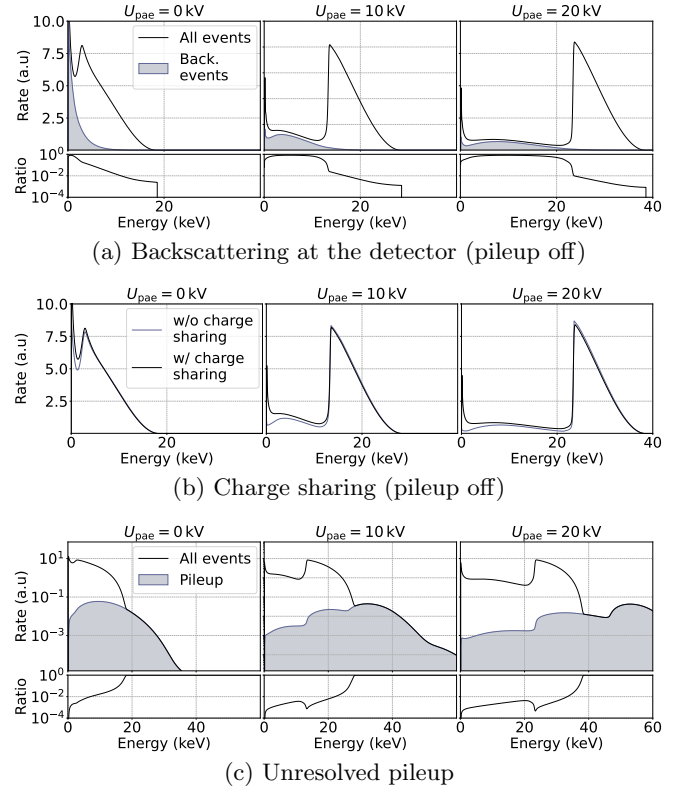 U_pae = 0 kV
U_pae = 10 kV
U_pae = 20 kV
10.0
7.5
5.0
2.5
0
Rate (a.u)
All events
Back.
events
10^0
10^−2
10^−4
Ratio
0 20
0 20
0 20 40
Energy (keV) Energy (keV) Energy (keV)
(a) Backscattering at the detector (pileup off)
U_pae = 0 kV
U_pae = 10 kV
U_pae = 20 kV
10.0
7.5
5.0
2.5
Rate (a.u)
w/o charge
sharing
w/ charge
sharing
0 20
0 20
0 20 40
Energy (keV) Energy (keV) Energy (keV)
(b) Charge sharing (pileup off)
U_pae = 0 kV
U_pae = 10 kV
U_pae = 20 kV
10^1
10^−1
10^−3
Rate (a.u)
All events
Pileup
10^0
10^−2
10^−4
Ratio
0 20 40
0 20 40
0 20 40 60
Energy (keV) Energy (keV) Energy (keV)
(c) Unresolved pileup